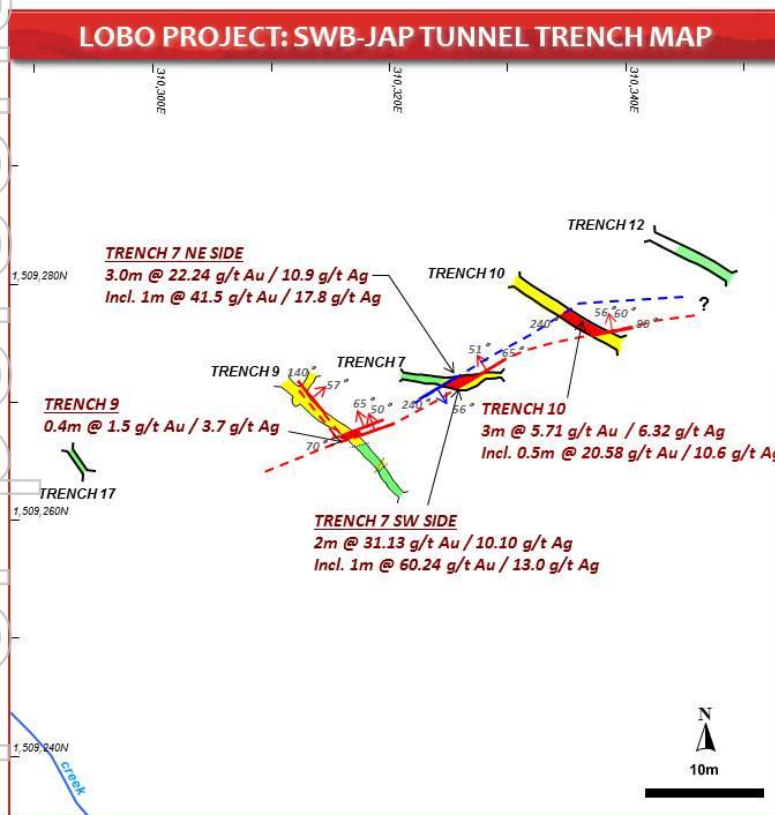 LOBO PROJECT: SWB-JAP TUNNEL TRENCH MAP
310,300E
310,320E
310,340E
TRENCH 12
TRENCH 7 NE SIDE
3.0m @ 22.24 g/t Au / 10.9 g/t Ag
Incl. 1m @ 41.5 g/t Au / 17.8 g/t Ag
1,509,280N
TRENCH 10
?
56°
60°
80°
240°
51°
65°
TRENCH 7
TRENCH 9
140°
57°
240°
56°
TRENCH 9
0.4m @ 1.5 g/t Au / 3.7 g/t Ag
65°
50°
70°
TRENCH 10
3m @ 5.71 g/t Au / 6.32 g/t Ag
Incl. 0.5m @ 20.58 g/t Au / 10.6 g/t Ag
TRENCH 17
1,509,260N
TRENCH 7 SW SIDE
2m @ 31.13 g/t Au / 10.10 g/t Ag
Incl. 1m @ 60.24 g/t Au / 13.0 g/t Ag
1,509,240N
creek
N
10m